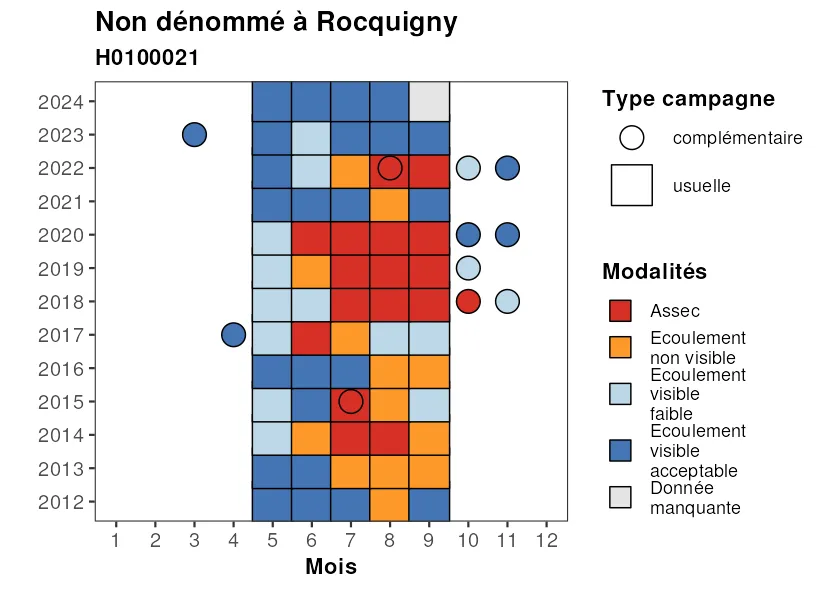 Non dénommé à Rocquigny
H0100021
2024
2023
2022
2021
2020
2019
2018
2017
2016
2015
2014
2013
2012
1 2 3 4 5 6 7 8 9 10 11 12
Mois
Type campagne
complémentaire
usuelle
Modalités
Assec
Ecoulement
non visible
Ecoulement
visible
faible
Ecoulement
visible
acceptable
Donnée
manquante